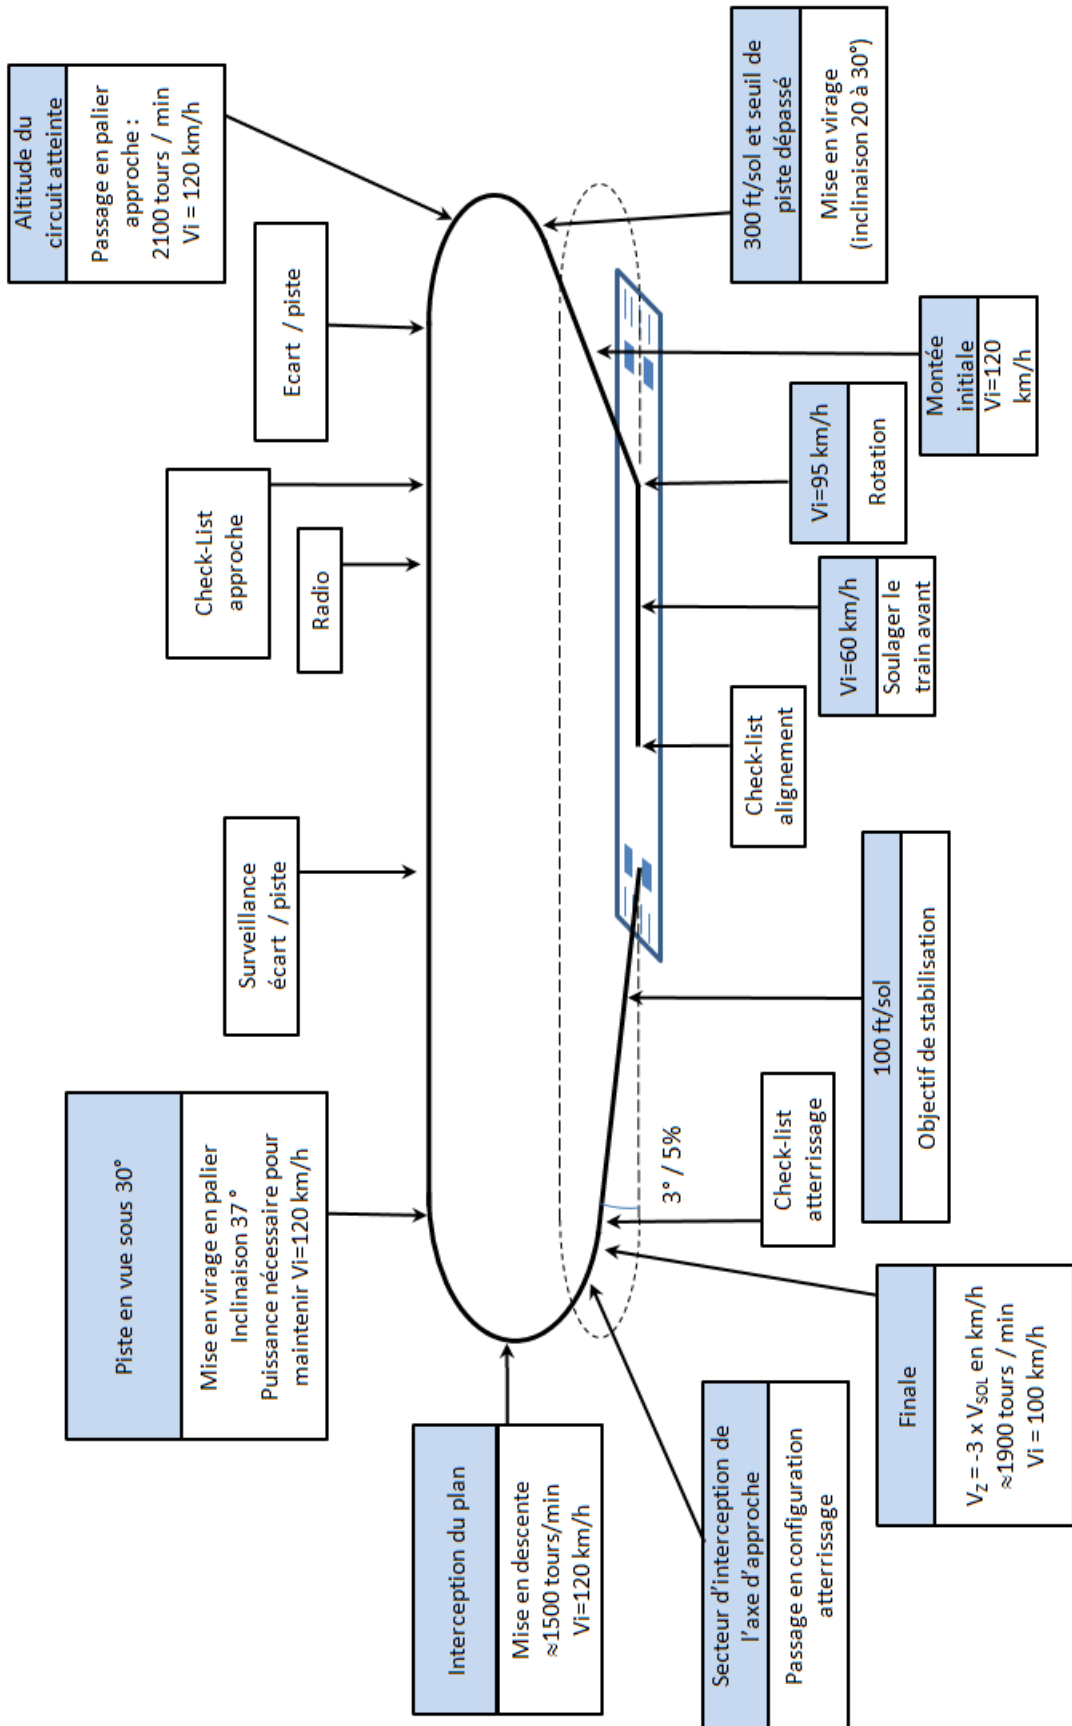 Piste en vue sous 30°
Mise en virage en palier
Inclinaison 37 °
Puissance nécessaire pour
maintenir Vi=120 km/h
Surveillance
écart / piste
Check-List
approche
Radio
Ecart / piste
Altitude du
circuit atteinte
Passage en palier
approche :
2100 tours / min
Vi = 120 km/h
Interception du plan
Mise en descente
≈1500 tours/min
Vi=120 km/h
Secteur d'interception de
l'axe d'approche
Passage en configuration
atterrissage
Finale
VZ = -3 x VSOL en km/h
≈1900 tours / min
Vi = 100 km/h
3° / 5%
Check-list
atterrissage
100 ft/sol
Objectif de stabilisation
Check-list
alignement
Vi=60 km/h
Soulager le
train avant
Vi=95 km/h
Rotation
Montée
initiale
Vi=120
km/h
300 ft/sol et seuil de
piste dépassé
Mise en virage
(inclinaison 20 à 30°)